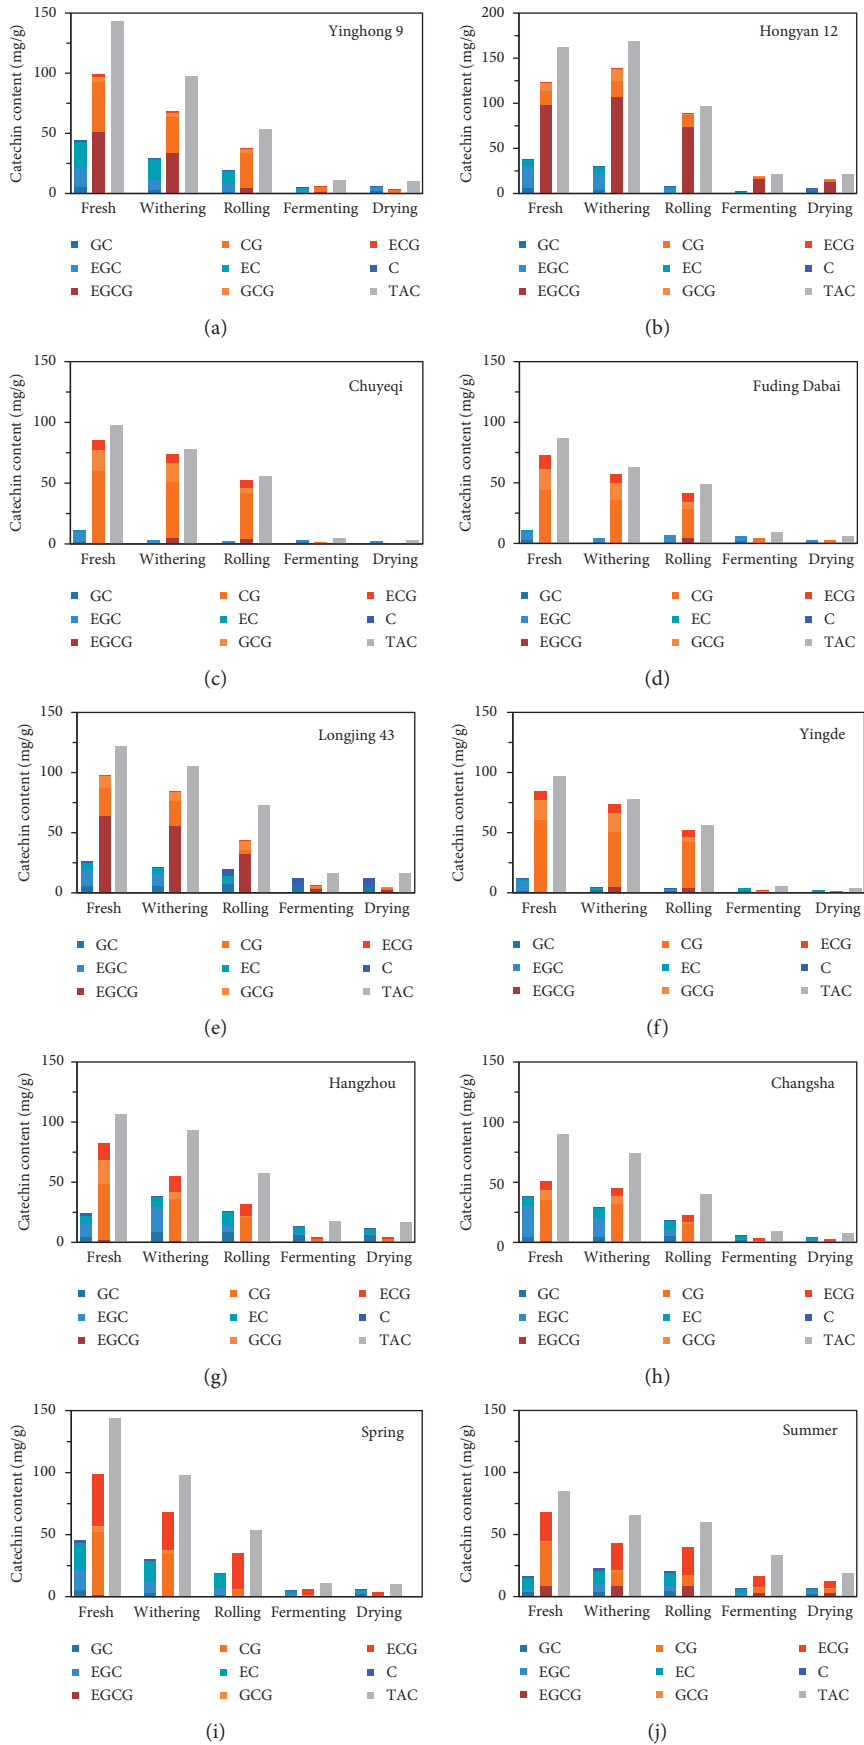 150
100
50
0
Catechin content (mg/g)
Yinghong 9
Fresh Withering Rolling Fermenting Drying
GC CG ECG
EGC EC C
EGCG GCG TAC
(a)
200
150
100
50
0
Catechin content (mg/g)
Hongyan 12
Fresh Withering Rolling Fermenting Drying
GC CG ECG
EGC EC C
EGCG GCG TAC
(b)
150
100
50
0
Catechin content (mg/g)
Chuyeqi
Fresh Withering Rolling Fermenting Drying
GC CG ECG
EGC EC C
EGCG GCG TAC
(c)
150
100
50
0
Catechin content (mg/g)
Fuding Dabai
Fresh Withering Rolling Fermenting Drying
GC CG ECG
EGC EC C
EGCG GCG TAC
(d)
150
100
50
0
Catechin content (mg/g)
Longjing 43
Fresh Withering Rolling Fermenting Drying
GC CG ECG
EGC EC C
EGCG GCG TAC
(e)
150
100
50
0
Catechin content (mg/g)
Yingde
Fresh Withering Rolling Fermenting Drying
GC CG ECG
EGC EC C
EGCG GCG TAC
(f)
150
100
50
0
Catechin content (mg/g)
Hangzhou
Fresh Withering Rolling Fermenting Drying
GC CG ECG
EGC EC C
EGCG GCG TAC
(g)
150
100
50
0
Catechin content (mg/g)
Changsha
Fresh Withering Rolling Fermenting Drying
GC CG ECG
EGC EC C
EGCG GCG TAC
(h)
150
100
50
0
Catechin content (mg/g)
Spring
Fresh Withering Rolling Fermenting Drying
GC CG ECG
EGC EC C
EGCG GCG TAC
(i)
150
100
50
0
Catechin content (mg/g)
Summer
Fresh Withering Rolling Fermenting Drying
GC CG ECG
EGC EC C
EGCG GCG TAC
(j)